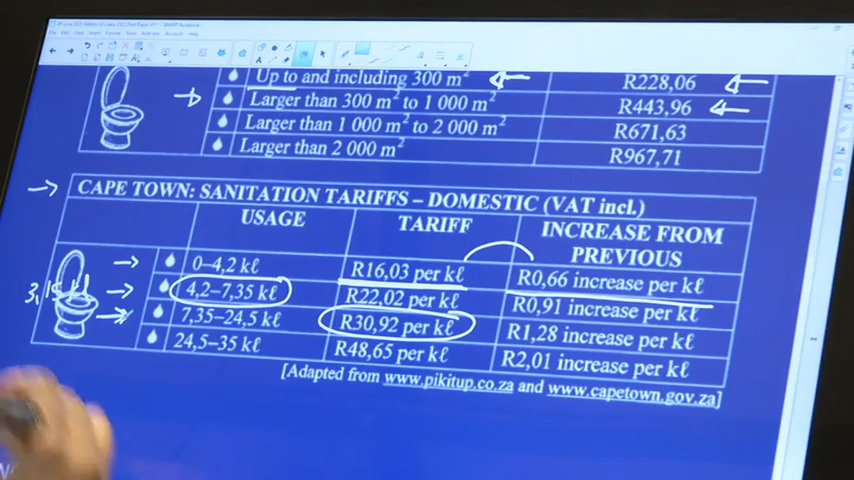 Up to and including 300 m² R228,06
Larger than 300 m² to 1 000 m² R443,96
Larger than 1 000 m² to 2 000 m² R671,63
Larger than 2 000 m² R967,71
CAPE TOWN: SANITATION TARIFFS – DOMESTIC (VAT incl.)
USAGE TARIFF INCREASE FROM PREVIOUS
0–4,2 kℓ R16,03 per kℓ R0,66 increase per kℓ
4,2–7,35 kℓ R22,02 per kℓ R0,91 increase per kℓ
7,35–24,5 kℓ R30,92 per kℓ R1,28 increase per kℓ
24,5–35 kℓ R48,65 per kℓ R2,01 increase per kℓ
3,15 kl
[Adapted from www.pikitup.co.za and www.capetown.gov.za]